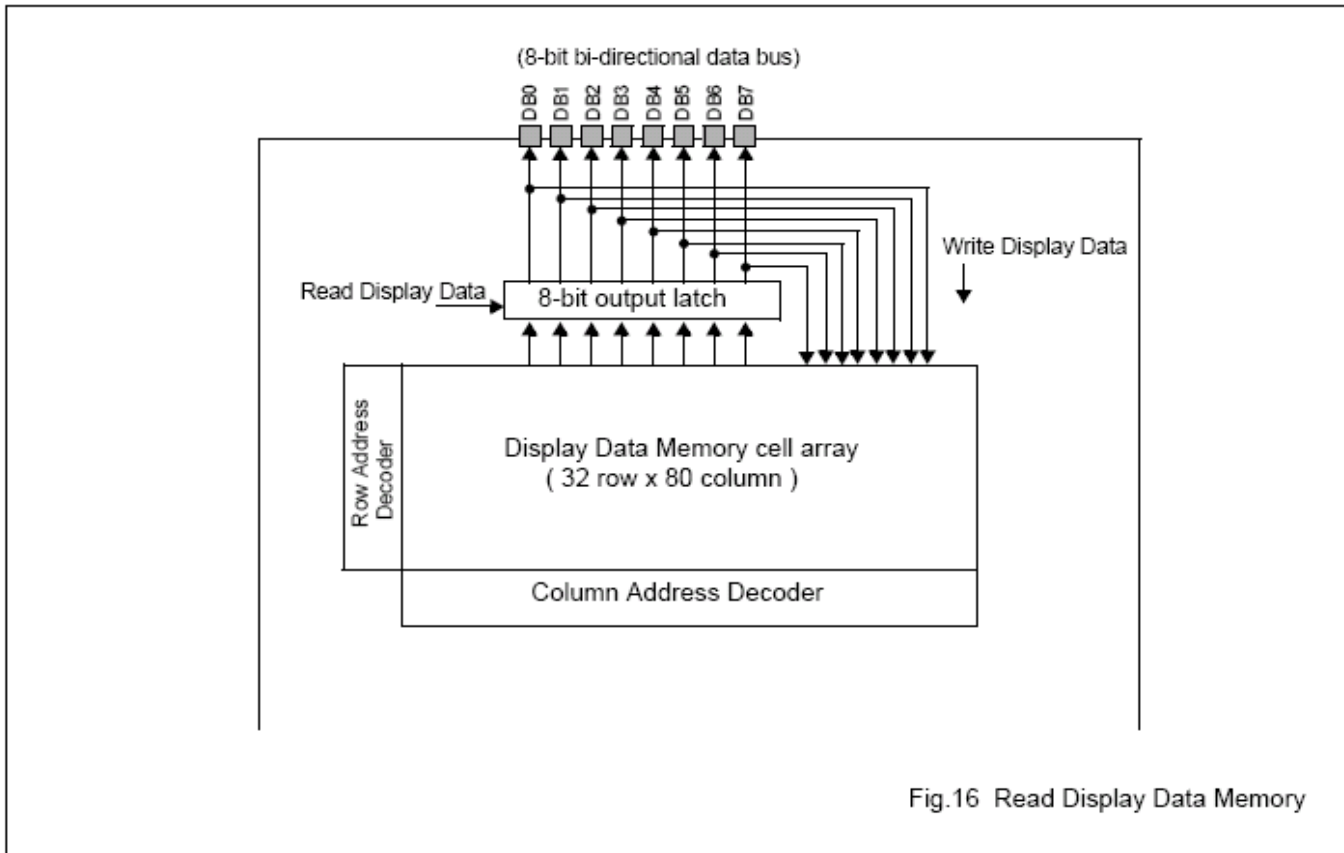 (8-bit bi-directional data bus)
DB0
DB1
DB2
DB3
DB4
DB5
DB6
DB7
Write Display Data
Read Display Data
8-bit output latch
Row Address
Decoder
Display Data Memory cell array
( 32 row x 80 column )
Column Address Decoder
Fig.16 Read Display Data Memory